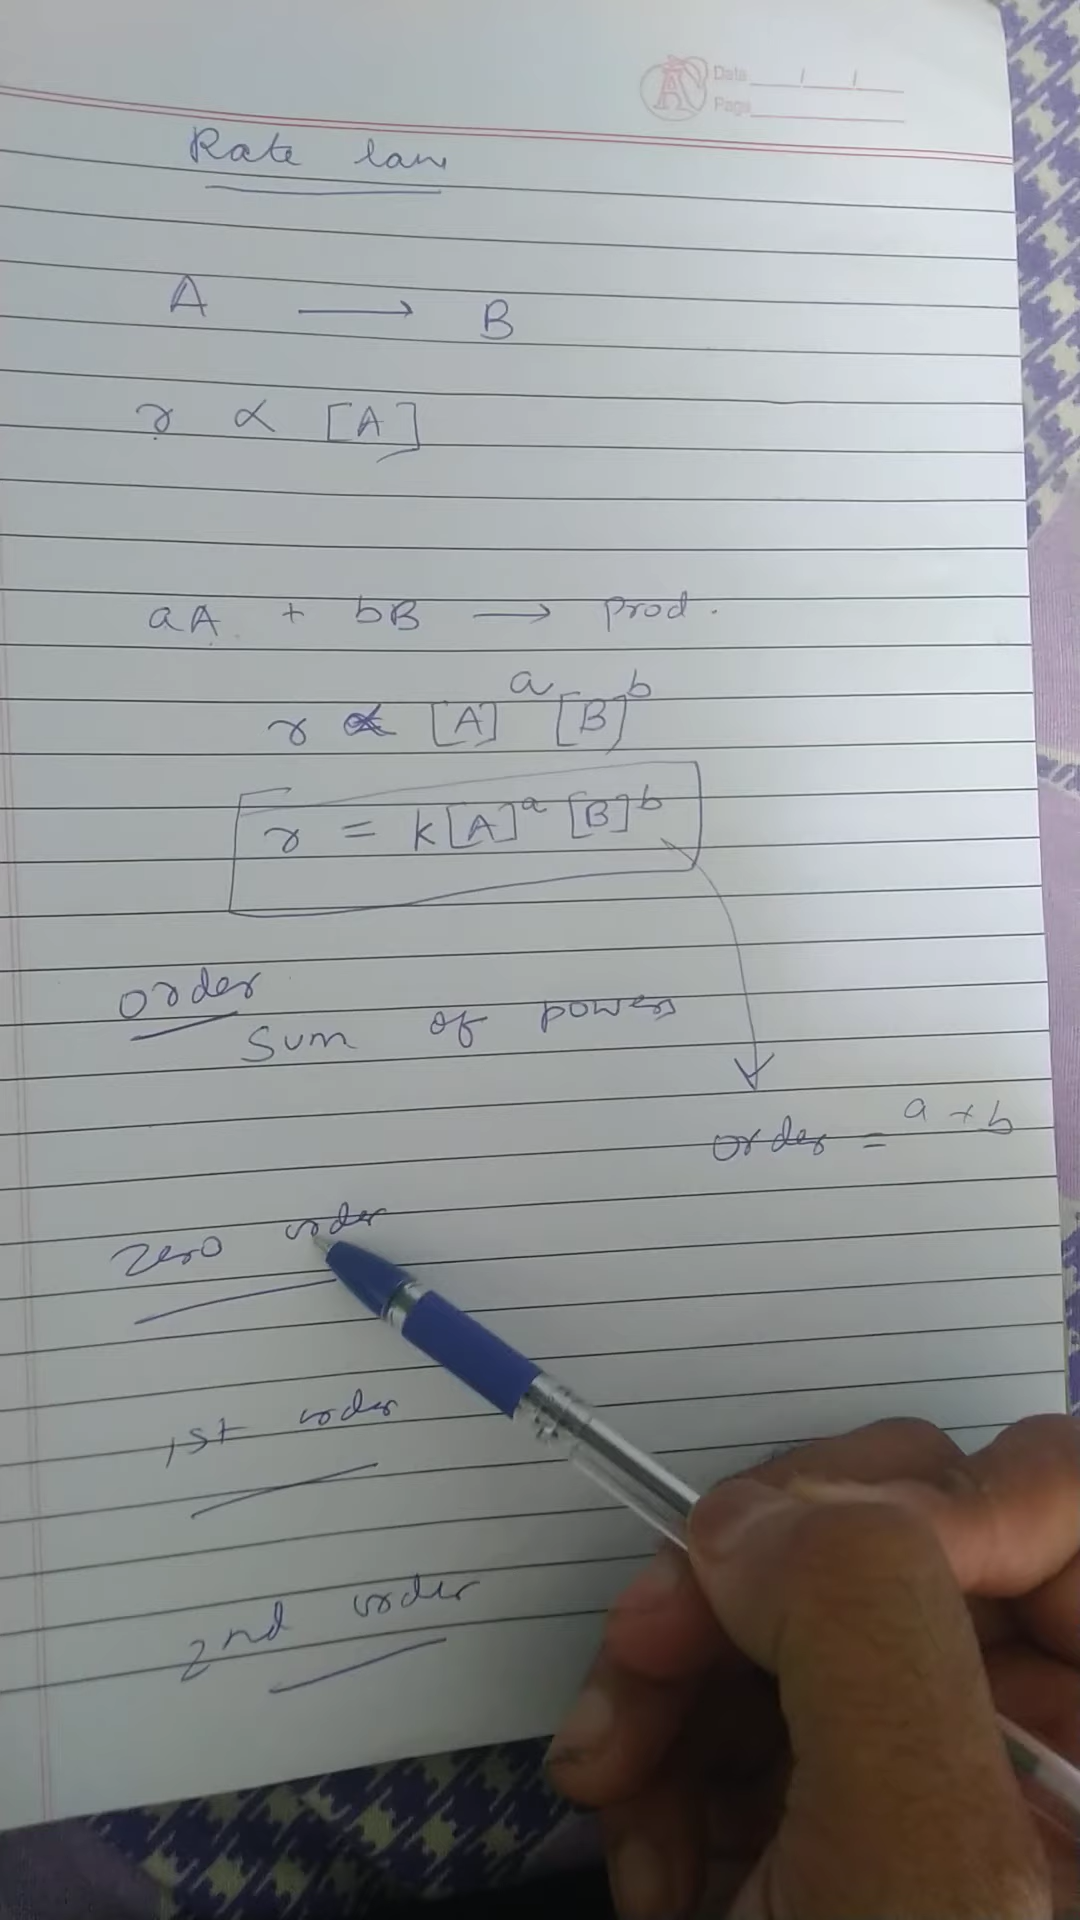 Date / /
Page
Rate law
A → B
r ∝ [A]
aA + bB → Prod.
r ∝ [A]^a [B]^b
r = K[A]^a [B]^b
order
Sum of powers
order = a + b
zero order
1st order
2nd order